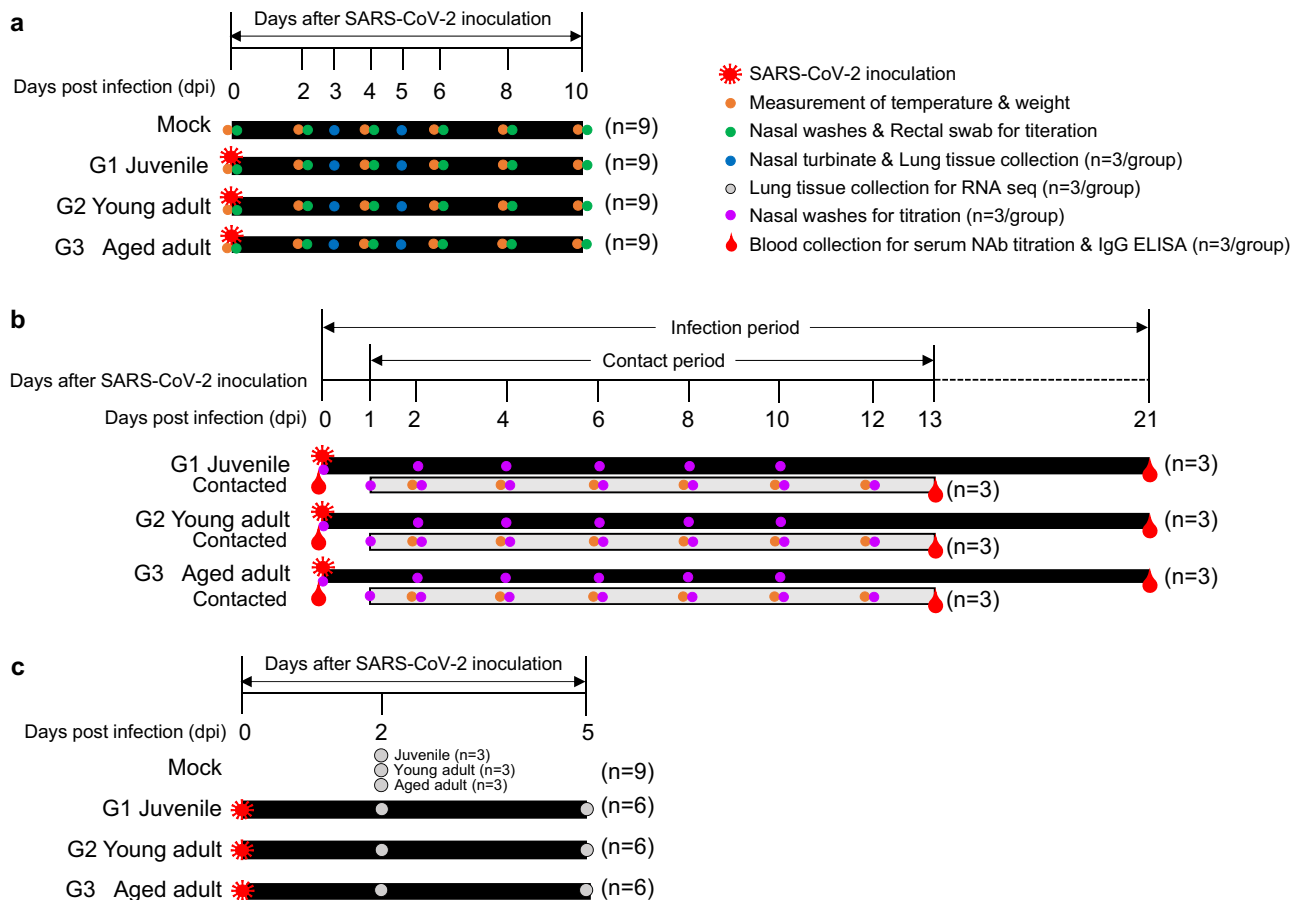 a
Days after SARS-CoV-2 inoculation
Days post infection (dpi)
0 2 3 4 5 6 8 10
Mock (n=9)
G1 Juvenile (n=9)
G2 Young adult (n=9)
G3 Aged adult (n=9)
SARS-CoV-2 inoculation
Measurement of temperature & weight
Nasal washes & Rectal swab for titeration
Nasal turbinate & Lung tissue collection (n=3/group)
Lung tissue collection for RNA seq (n=3/group)
Nasal washes for titration (n=3/group)
Blood collection for serum NAb titration & IgG ELISA (n=3/group)
b
Infection period
Contact period
Days after SARS-CoV-2 inoculation
Days post infection (dpi)
0 1 2 4 6 8 10 12 13 21
G1 Juvenile (n=3)
Contacted (n=3)
G2 Young adult (n=3)
Contacted (n=3)
G3 Aged adult (n=3)
Contacted (n=3)
c
Days after SARS-CoV-2 inoculation
Days post infection (dpi) 0 2 5
Juvenile (n=3)
Mock Young adult (n=3) (n=9)
Aged adult (n=3)
G1 Juvenile (n=6)
G2 Young adult (n=6)
G3 Aged adult (n=6)